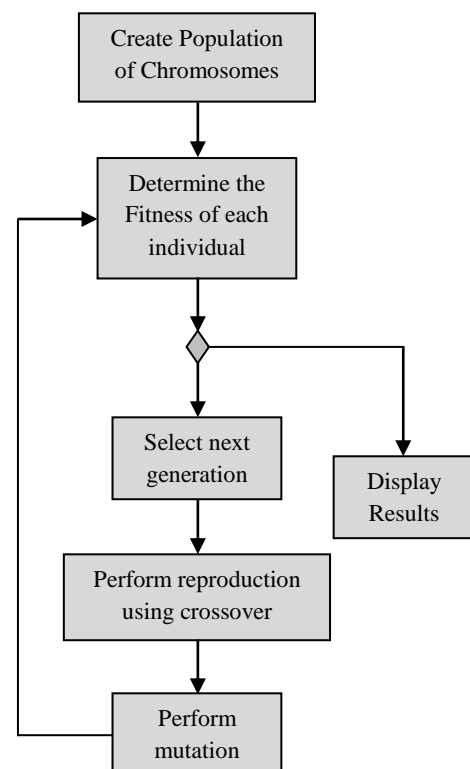 Create Population
of Chromosomes
Determine the
Fitness of each
individual
Select next
generation
Display
Results
Perform reproduction
using crossover
Perform
mutation